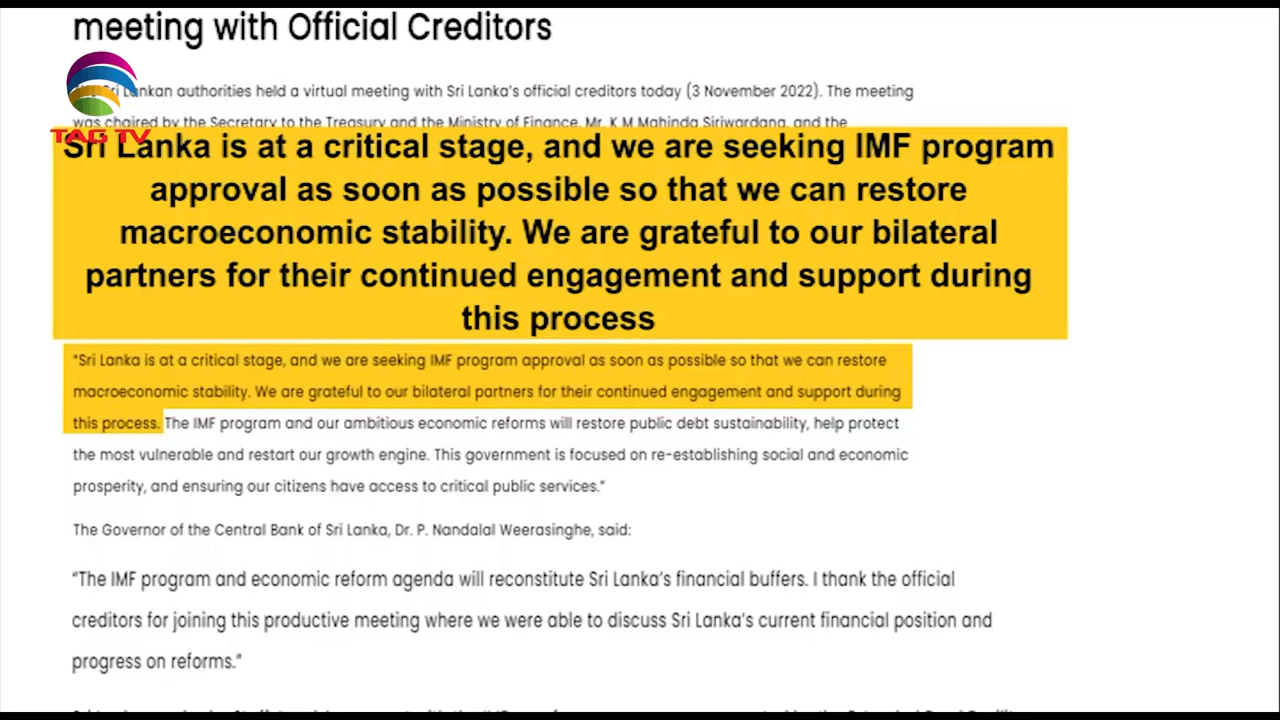 meeting with Official Creditors
Sri Lankan authorities held a virtual meeting with Sri Lanka's official creditors today (3 November 2022). The meeting
was chaired by the Secretary to the Treasury and the Ministry of Finance, Mr. K M Mahinda Siriwardana, and the
TAG TV
Sri Lanka is at a critical stage, and we are seeking IMF program
approval as soon as possible so that we can restore
macroeconomic stability. We are grateful to our bilateral
partners for their continued engagement and support during
this process
"Sri Lanka is at a critical stage, and we are seeking IMF program approval as soon as possible so that we can restore
macroeconomic stability. We are grateful to our bilateral partners for their continued engagement and support during
this process. The IMF program and our ambitious economic reforms will restore public debt sustainability, help protect
the most vulnerable and restart our growth engine. This government is focused on re-establishing social and economic
prosperity, and ensuring our citizens have access to critical public services."
The Governor of the Central Bank of Sri Lanka, Dr. P. Nandalal Weerasinghe, said:
"The IMF program and economic reform agenda will reconstitute Sri Lanka's financial buffers. I thank the official
creditors for joining this productive meeting where we were able to discuss Sri Lanka's current financial position and
progress on reforms."